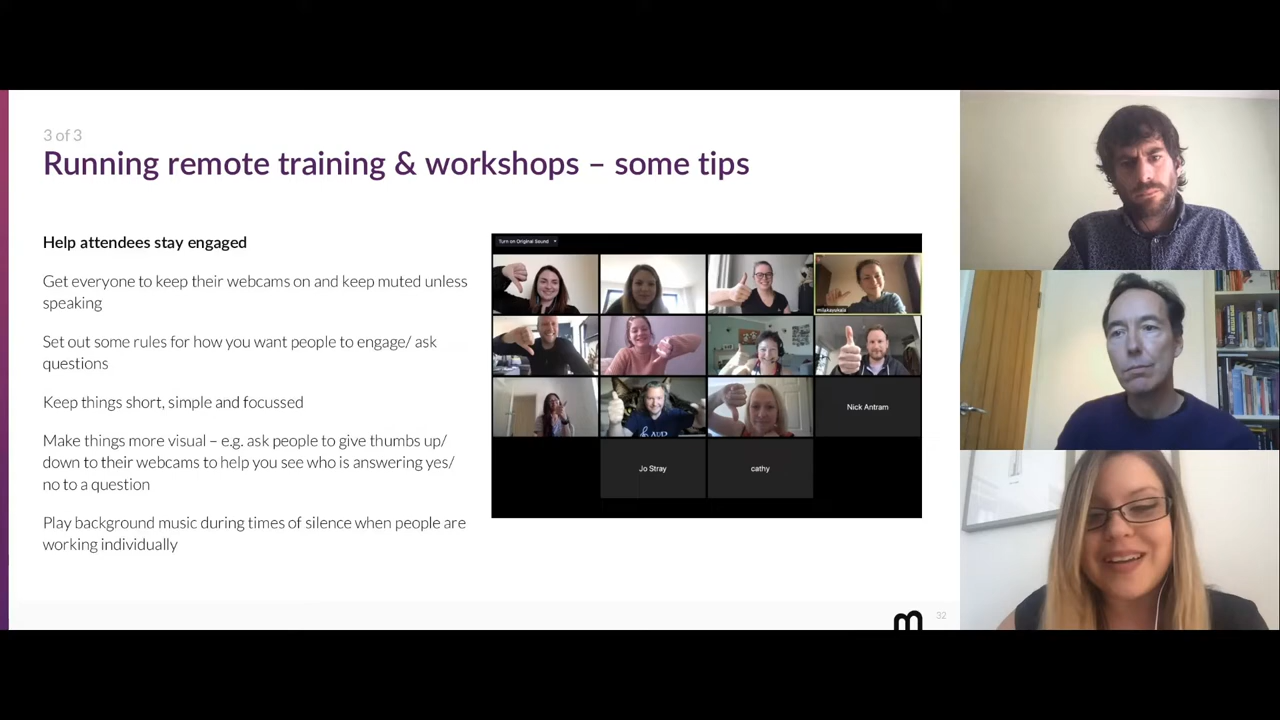 3 of 3
Running remote training & workshops – some tips
Help attendees stay engaged
Get everyone to keep their webcams on and keep muted unless
speaking
Set out some rules for how you want people to engage/ ask
questions
Keep things short, simple and focussed
Make things more visual – e.g. ask people to give thumbs up/
down to their webcams to help you see who is answering yes/
no to a question
Play background music during times of silence when people are
working individually
Turn on Original Sound
Nick Antram
Jo Stray
cathy
m
32